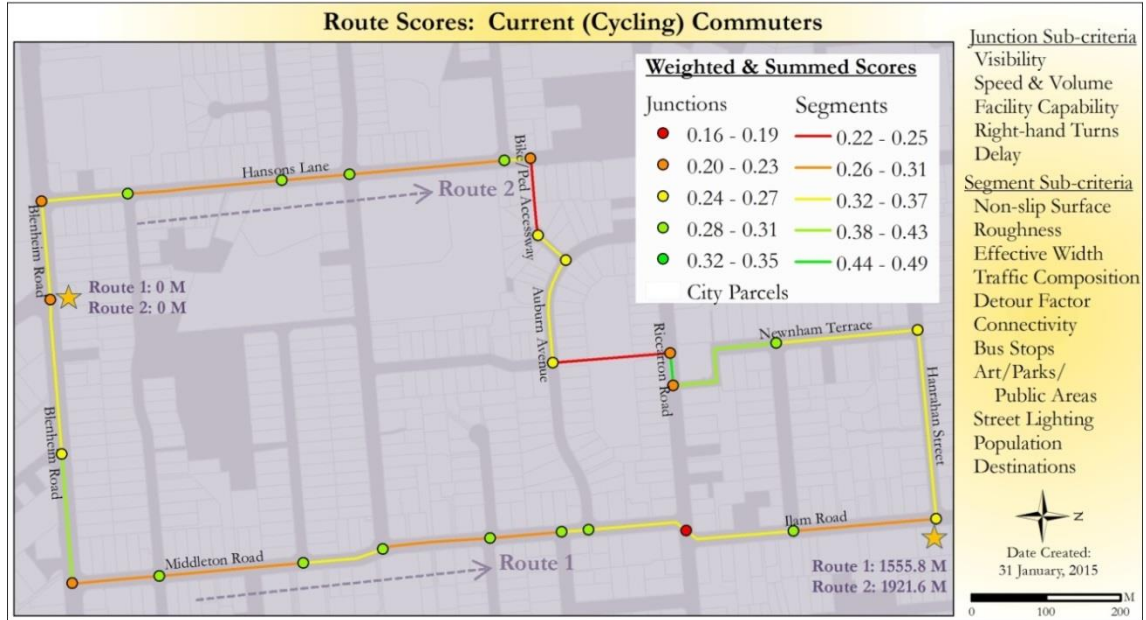 Route Scores:  Current (Cycling) Commuters
Weighted & Summed Scores
Junctions
Segments
0.16 - 0.19
0.22 - 0.25
0.20 - 0.23
0.26 - 0.31
0.24 - 0.27
0.32 - 0.37
0.28 - 0.31
0.38 - 0.43
0.32 - 0.35
0.44 - 0.49
City Parcels
Hansons Lane
Route 2
Bike/Ped Accessway
Blenheim Road
Route 1: 0 M
Route 2: 0 M
Auburn Avenue
Riccarton Road
Newnham Terrace
Hanrahan Street
Blenheim Road
Middleton Road
Route 1
Ilam Road
Route 1: 1555.8 M
Route 2: 1921.6 M
Junction Sub-criteria
Visibility
Speed & Volume
Facility Capability
Right-hand Turns
Delay
Segment Sub-criteria
Non-slip Surface
Roughness
Effective Width
Traffic Composition
Detour Factor
Connectivity
Bus Stops
Art/Parks/
Public Areas
Street Lighting
Population
Destinations
N
Date Created:
31 January, 2015
M
0 100 200